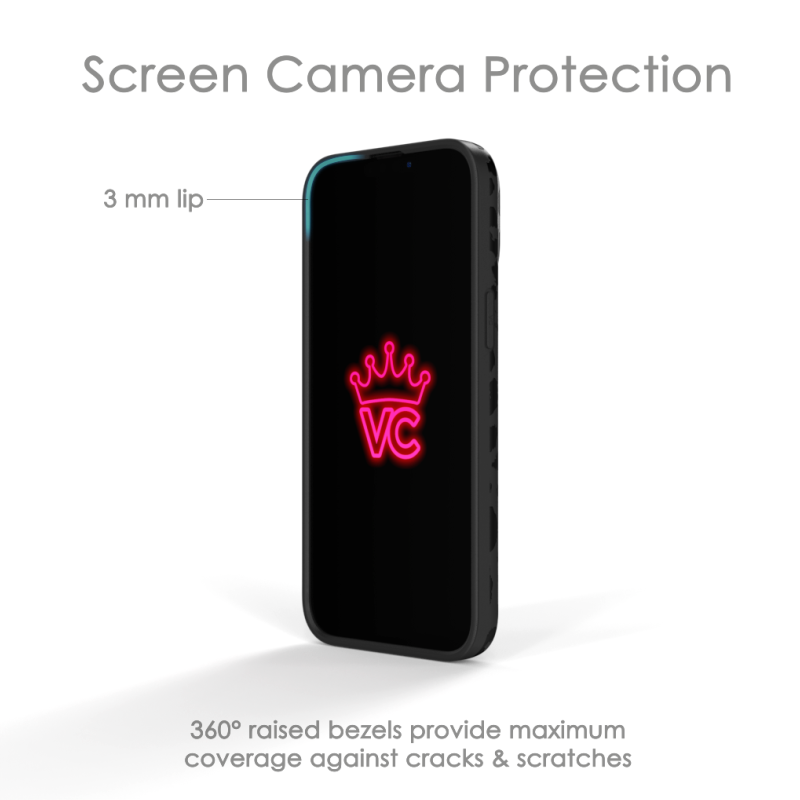 Screen Camera Protection
3 mm lip
VC
360° raised bezels provide maximum
coverage against cracks & scratches